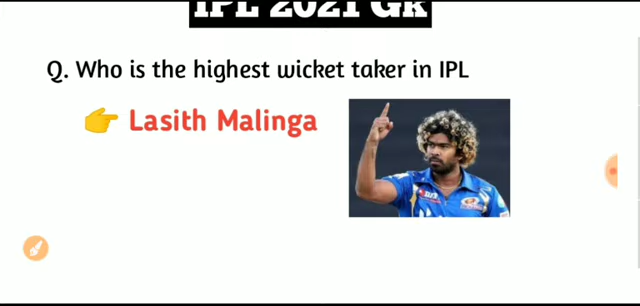 IPL 2021 GK
Q. Who is the highest wicket taker in IPL
👉 Lasith Malinga